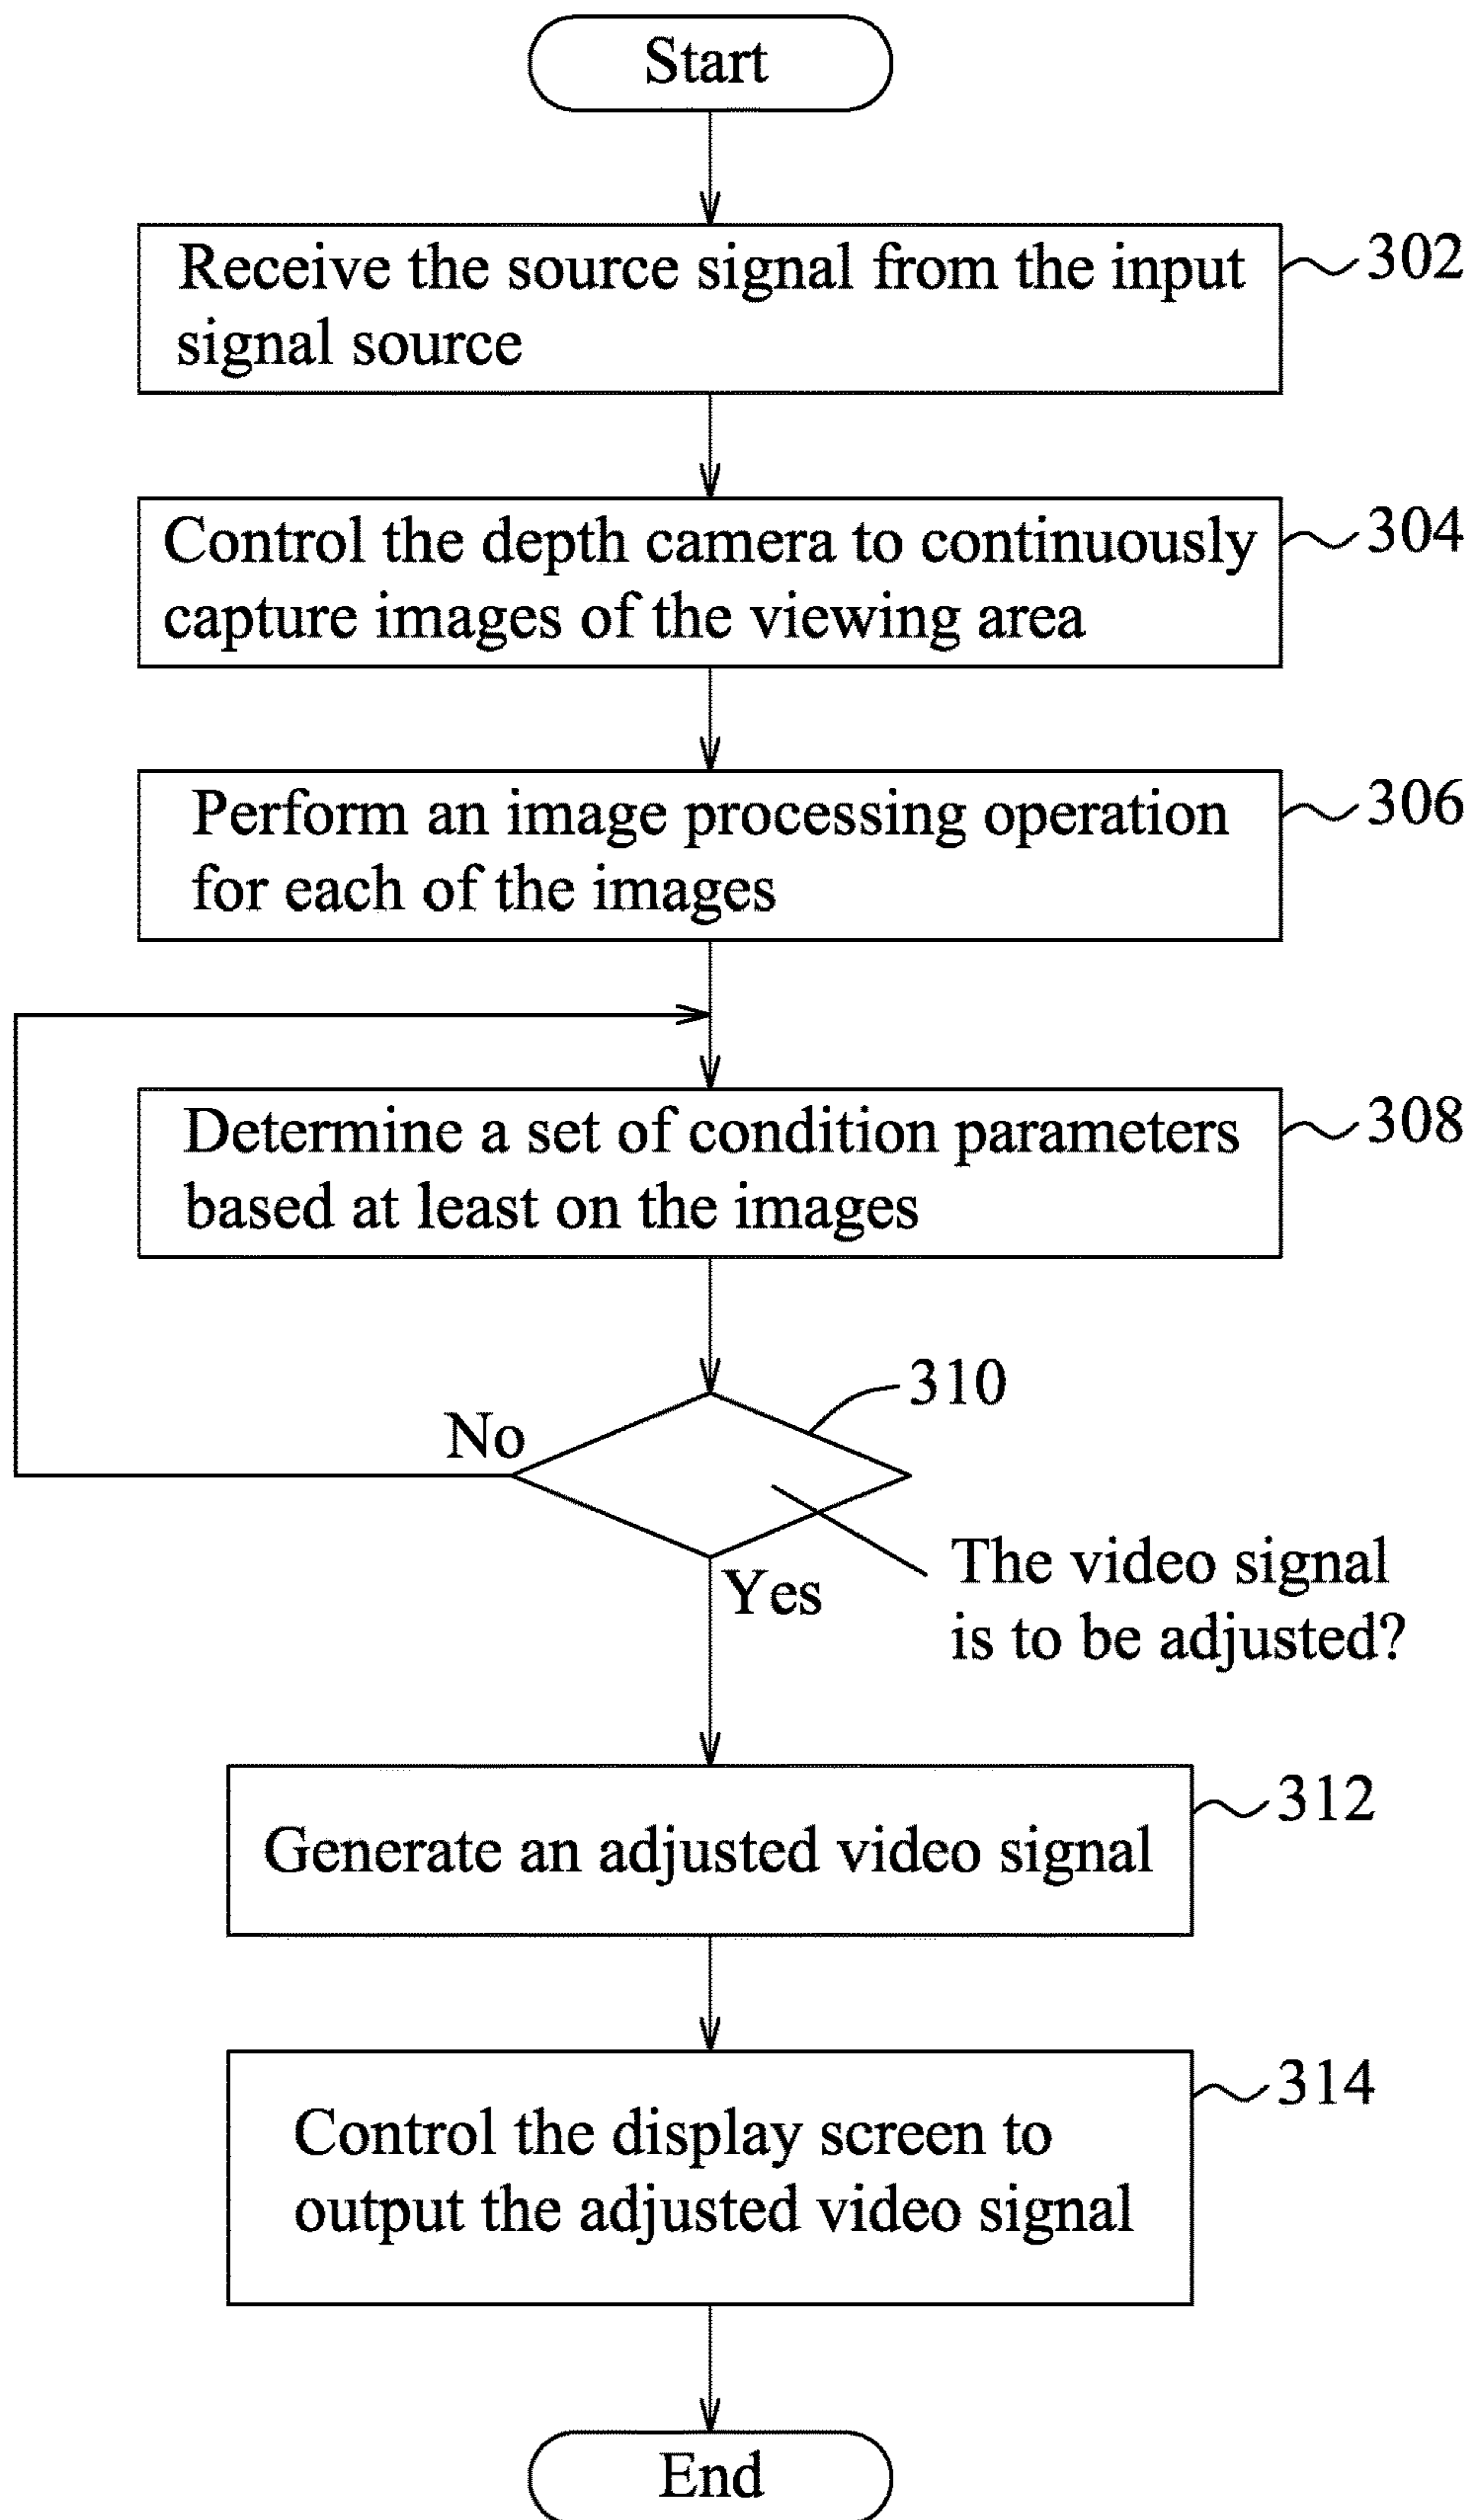 Start
Receive the source signal from the input
signal source
302
Control the depth camera to continuously
capture images of the viewing area
304
Perform an image processing operation
for each of the images
306
Determine a set of condition parameters
based at least on the images
308
310
No
The video signal
is to be adjusted?
Yes
Generate an adjusted video signal
312
Control the display screen to
output the adjusted video signal
314
End